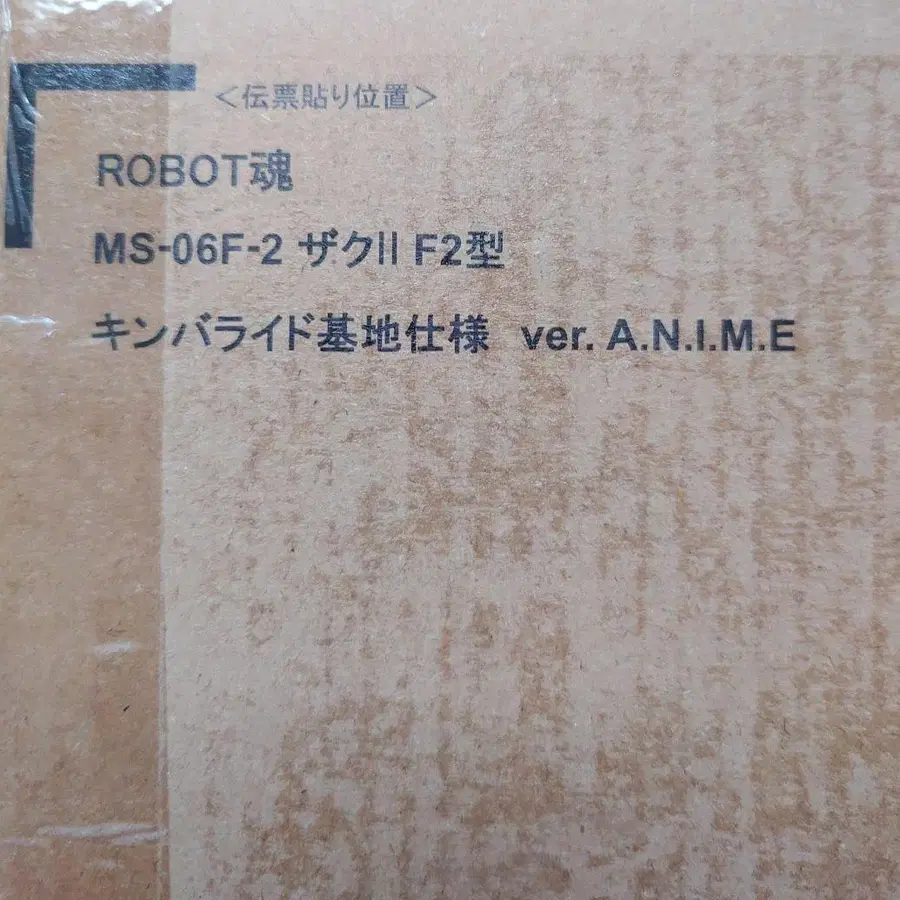 ＜伝票貼り位置＞
ROBOT魂
MS-06F-2 ザクII F2型
キンバライド基地仕様 ver. A.N.I.M.E